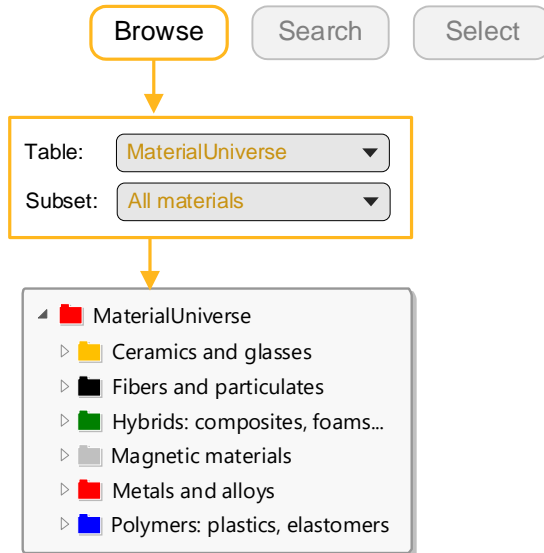 Browse Search Select
Table: MaterialUniverse
Subset: All materials
MaterialUniverse
Ceramics and glasses
Fibers and particulates
Hybrids: composites, foams...
Magnetic materials
Metals and alloys
Polymers: plastics, elastomers